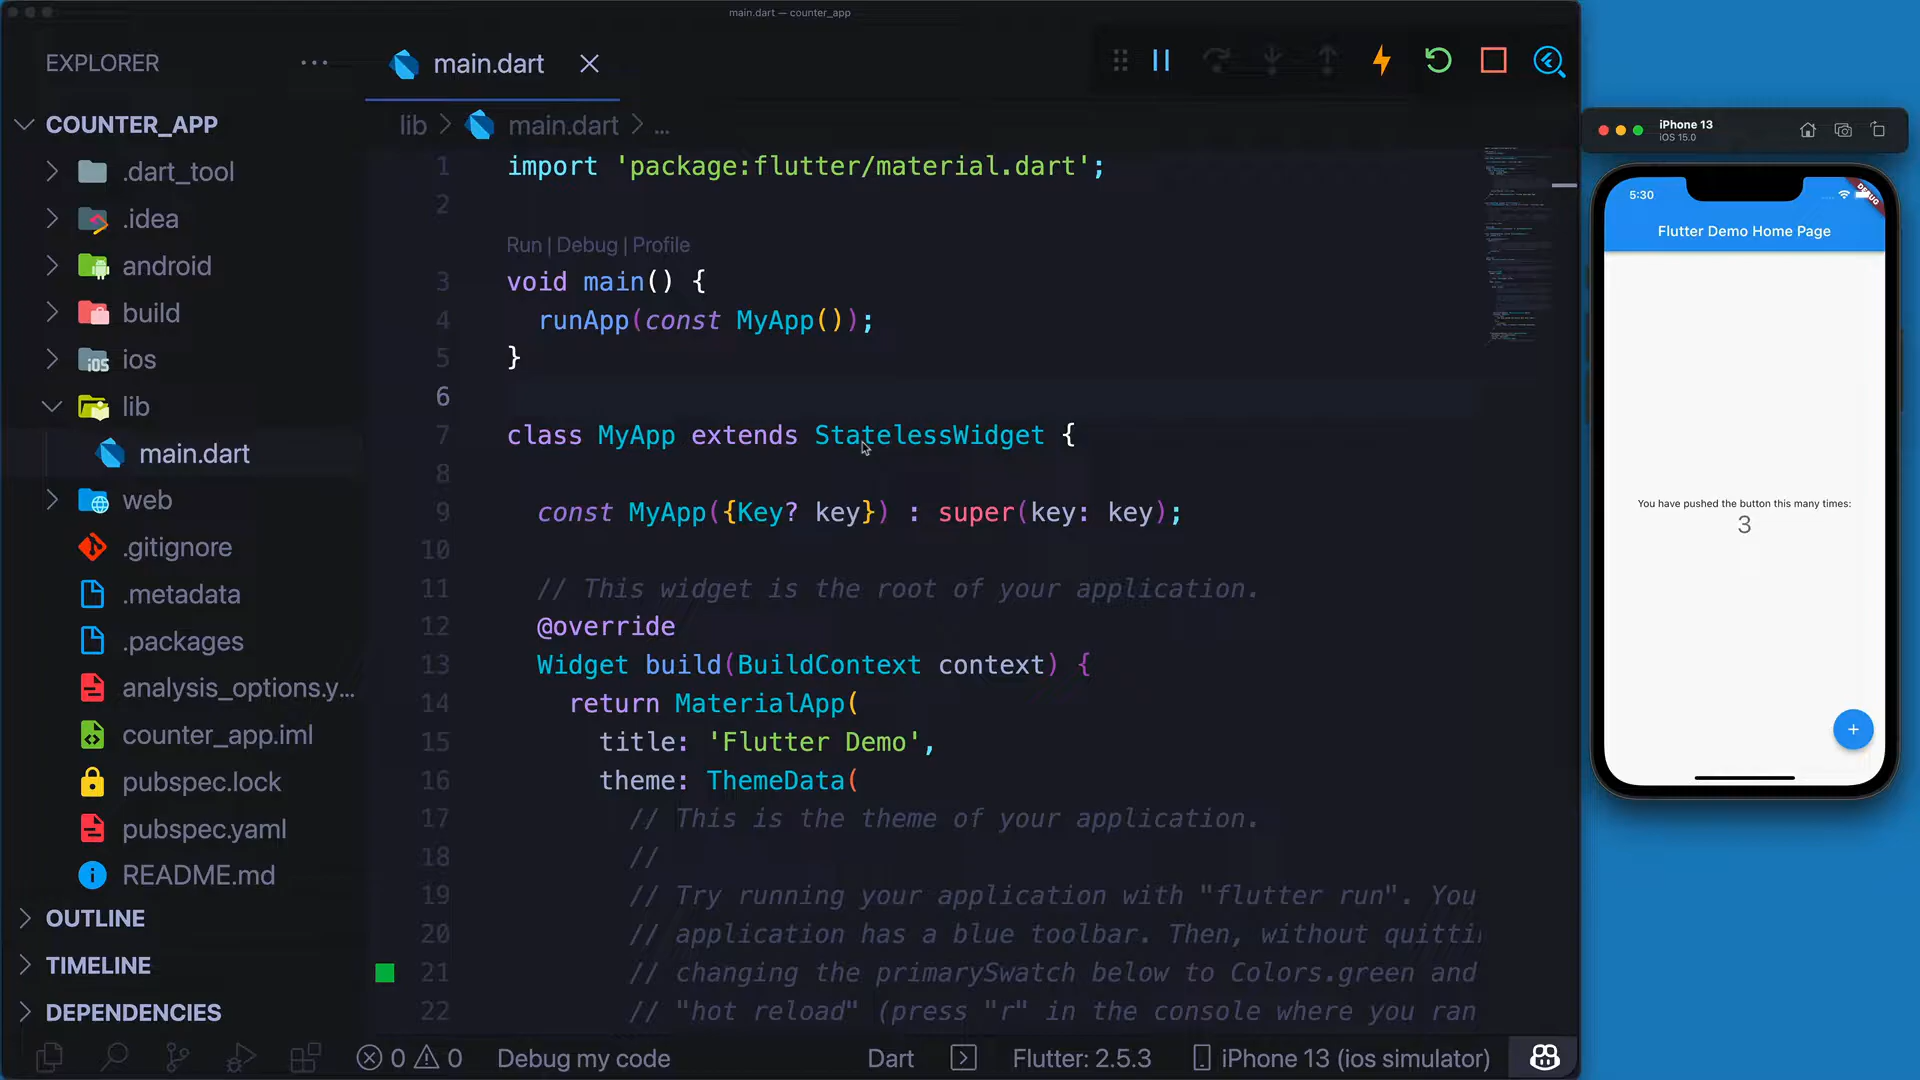 main.dart — counter_app
EXPLORER
main.dart
COUNTER_APP
.dart_tool
.idea
android
build
ios
lib
main.dart
web
.gitignore
.metadata
.packages
analysis_options.y...
counter_app.iml
pubspec.lock
pubspec.yaml
README.md
OUTLINE
TIMELINE
DEPENDENCIES
lib > main.dart > ...
1 import 'package:flutter/material.dart';
2
Run | Debug | Profile
3 void main() {
4 runApp(const MyApp());
5 }
6
7 class MyApp extends StatelessWidget {
8
9 const MyApp({Key? key}) : super(key: key);
10
11 // This widget is the root of your application.
12 @override
13 Widget build(BuildContext context) {
14 return MaterialApp(
15 title: 'Flutter Demo',
16 theme: ThemeData(
17 // This is the theme of your application.
18 //
19 // Try running your application with "flutter run". You
20 // application has a blue toolbar. Then, without quitti
21 // changing the primarySwatch below to Colors.green and
22 // "hot reload" (press "r" in the console where you ran
0 0 Debug my code Dart Flutter: 2.5.3 iPhone 13 (ios simulator)
iPhone 13
iOS 15.0
5:30
DEBUG
Flutter Demo Home Page
You have pushed the button this many times:
3
+